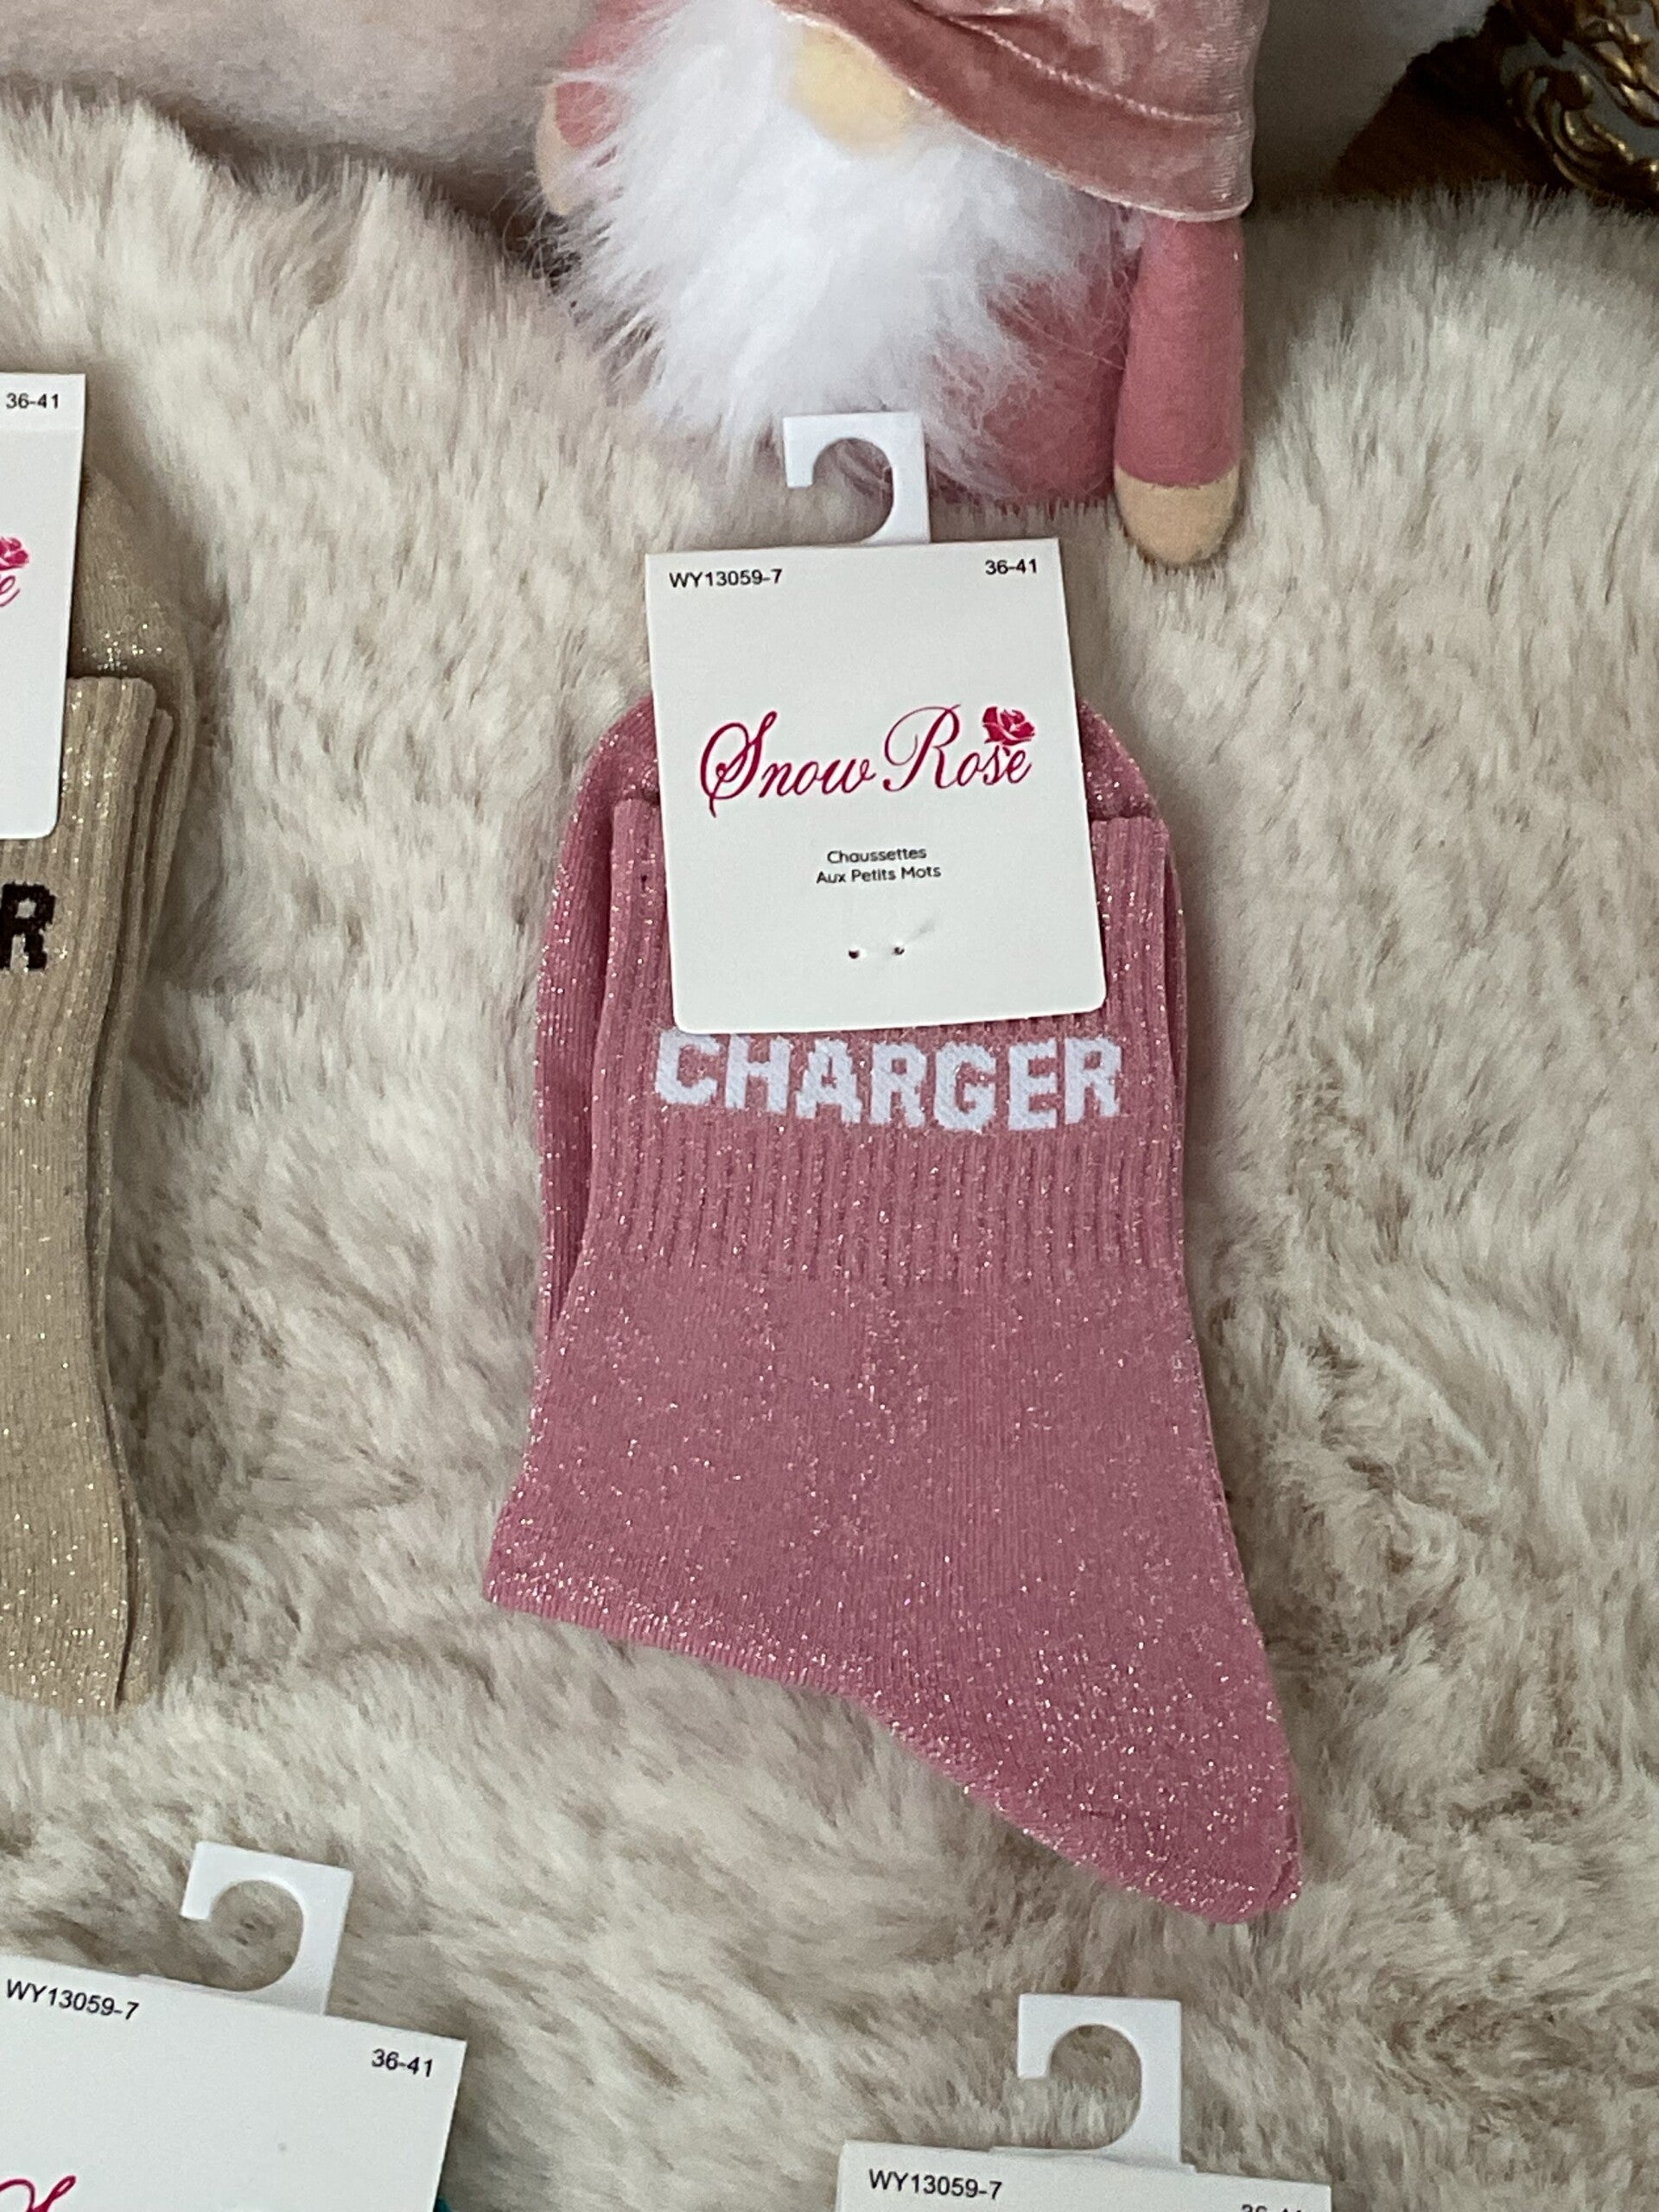 36-41
R
WY13059-7 36-41
Snow Rose
Chaussettes
Aux Petits Mots
CHARGER
WY13059-7
36-41
WY13059-7